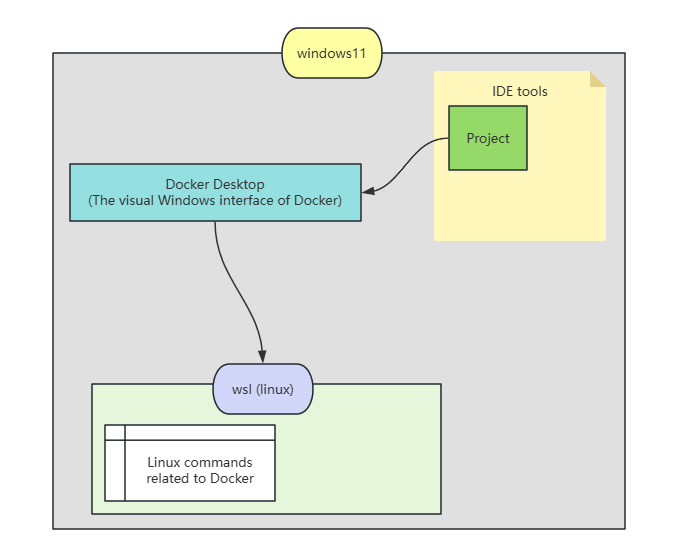 windows11
IDE tools
Project
Docker Desktop
(The visual Windows interface of Docker)
wsl (linux)
Linux commands
related to Docker